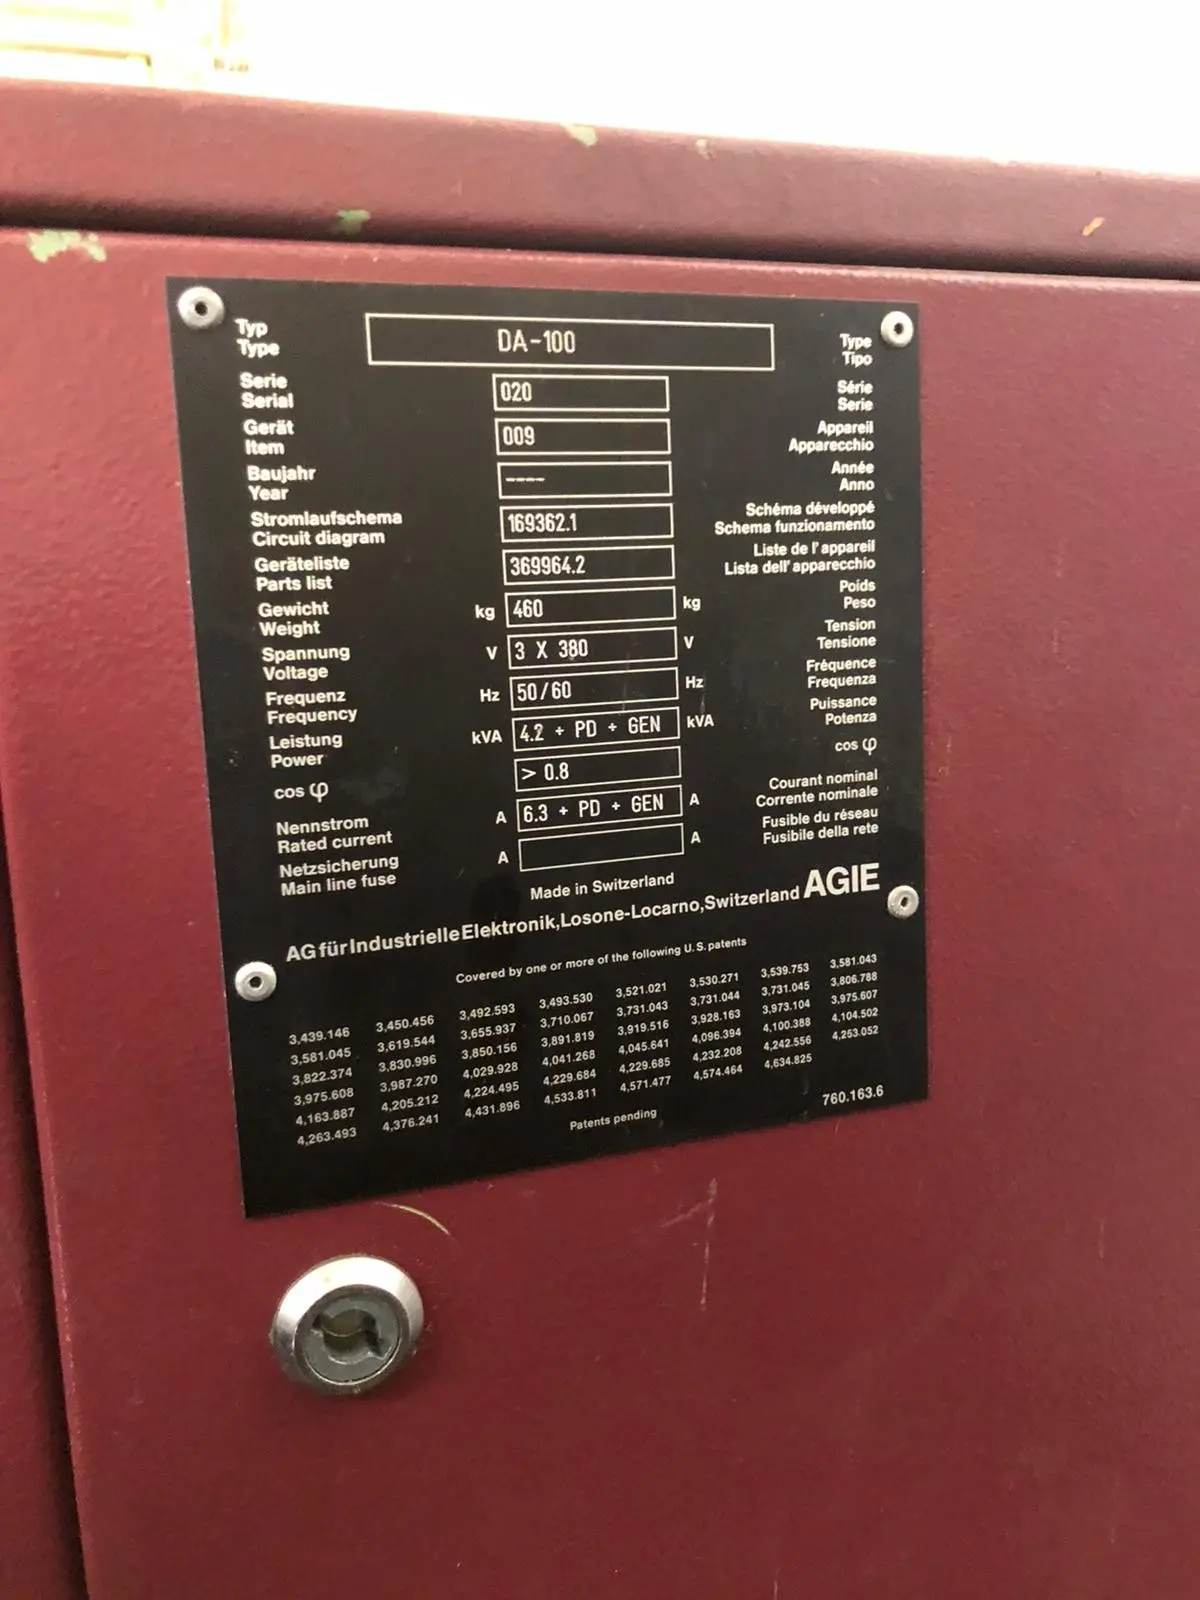 Typ
Type
DA-100
Type
Tipo
Serie
Serial
020
Série
Serie
Gerät
Item
009
Appareil
Apparecchio
Baujahr
Year
----
Année
Anno
Stromlaufschema
Circuit diagram
169362.1
Schéma développé
Schema funzionamento
Geräteliste
Parts list
369964.2
Liste de l'appareil
Lista dell'apparecchio
Gewicht
Weight
kg 460 kg
Poids
Peso
Spannung
Voltage
V 3 X 380 V
Tension
Tensione
Frequenz
Frequency
Hz 50/60 Hz
Fréquence
Frequenza
Leistung
Power
kVA 4.2 + PD + GEN kVA
Puissance
Potenza
cos φ > 0.8 cos φ
Nennstrom
Rated current
A 6.3 + PD + GEN A
Courant nominal
Corrente nominale
Netzsicherung
Main line fuse
A A
Fusible du réseau
Fusibile della rete
Made in Switzerland
AG für Industrielle Elektronik, Losone-Locarno, Switzerland AGIE
Covered by one or more of the following U.S. patents
3,439.146 3,450.456 3,492.593 3,493.530 3,521.021 3,530.271 3,539.753 3,581.043
3,581.045 3,619.544 3,655.937 3,710.067 3,731.043 3,731.044 3,731.045 3,806.788
3,822.374 3,830.996 3,850.156 3,891.819 3,919.516 3,928.163 3,973.104 3,975.607
3,975.608 3,987.270 4,029.928 4,041.268 4,045.641 4,096.394 4,100.388 4,104.502
4,163.887 4,205.212 4,224.495 4,229.684 4,229.685 4,232.208 4,242.556 4,253.052
4,263.493 4,376.241 4,431.896 4,533.811 4,571.477 4,574.464 4,634.825
Patents pending
760.163.6